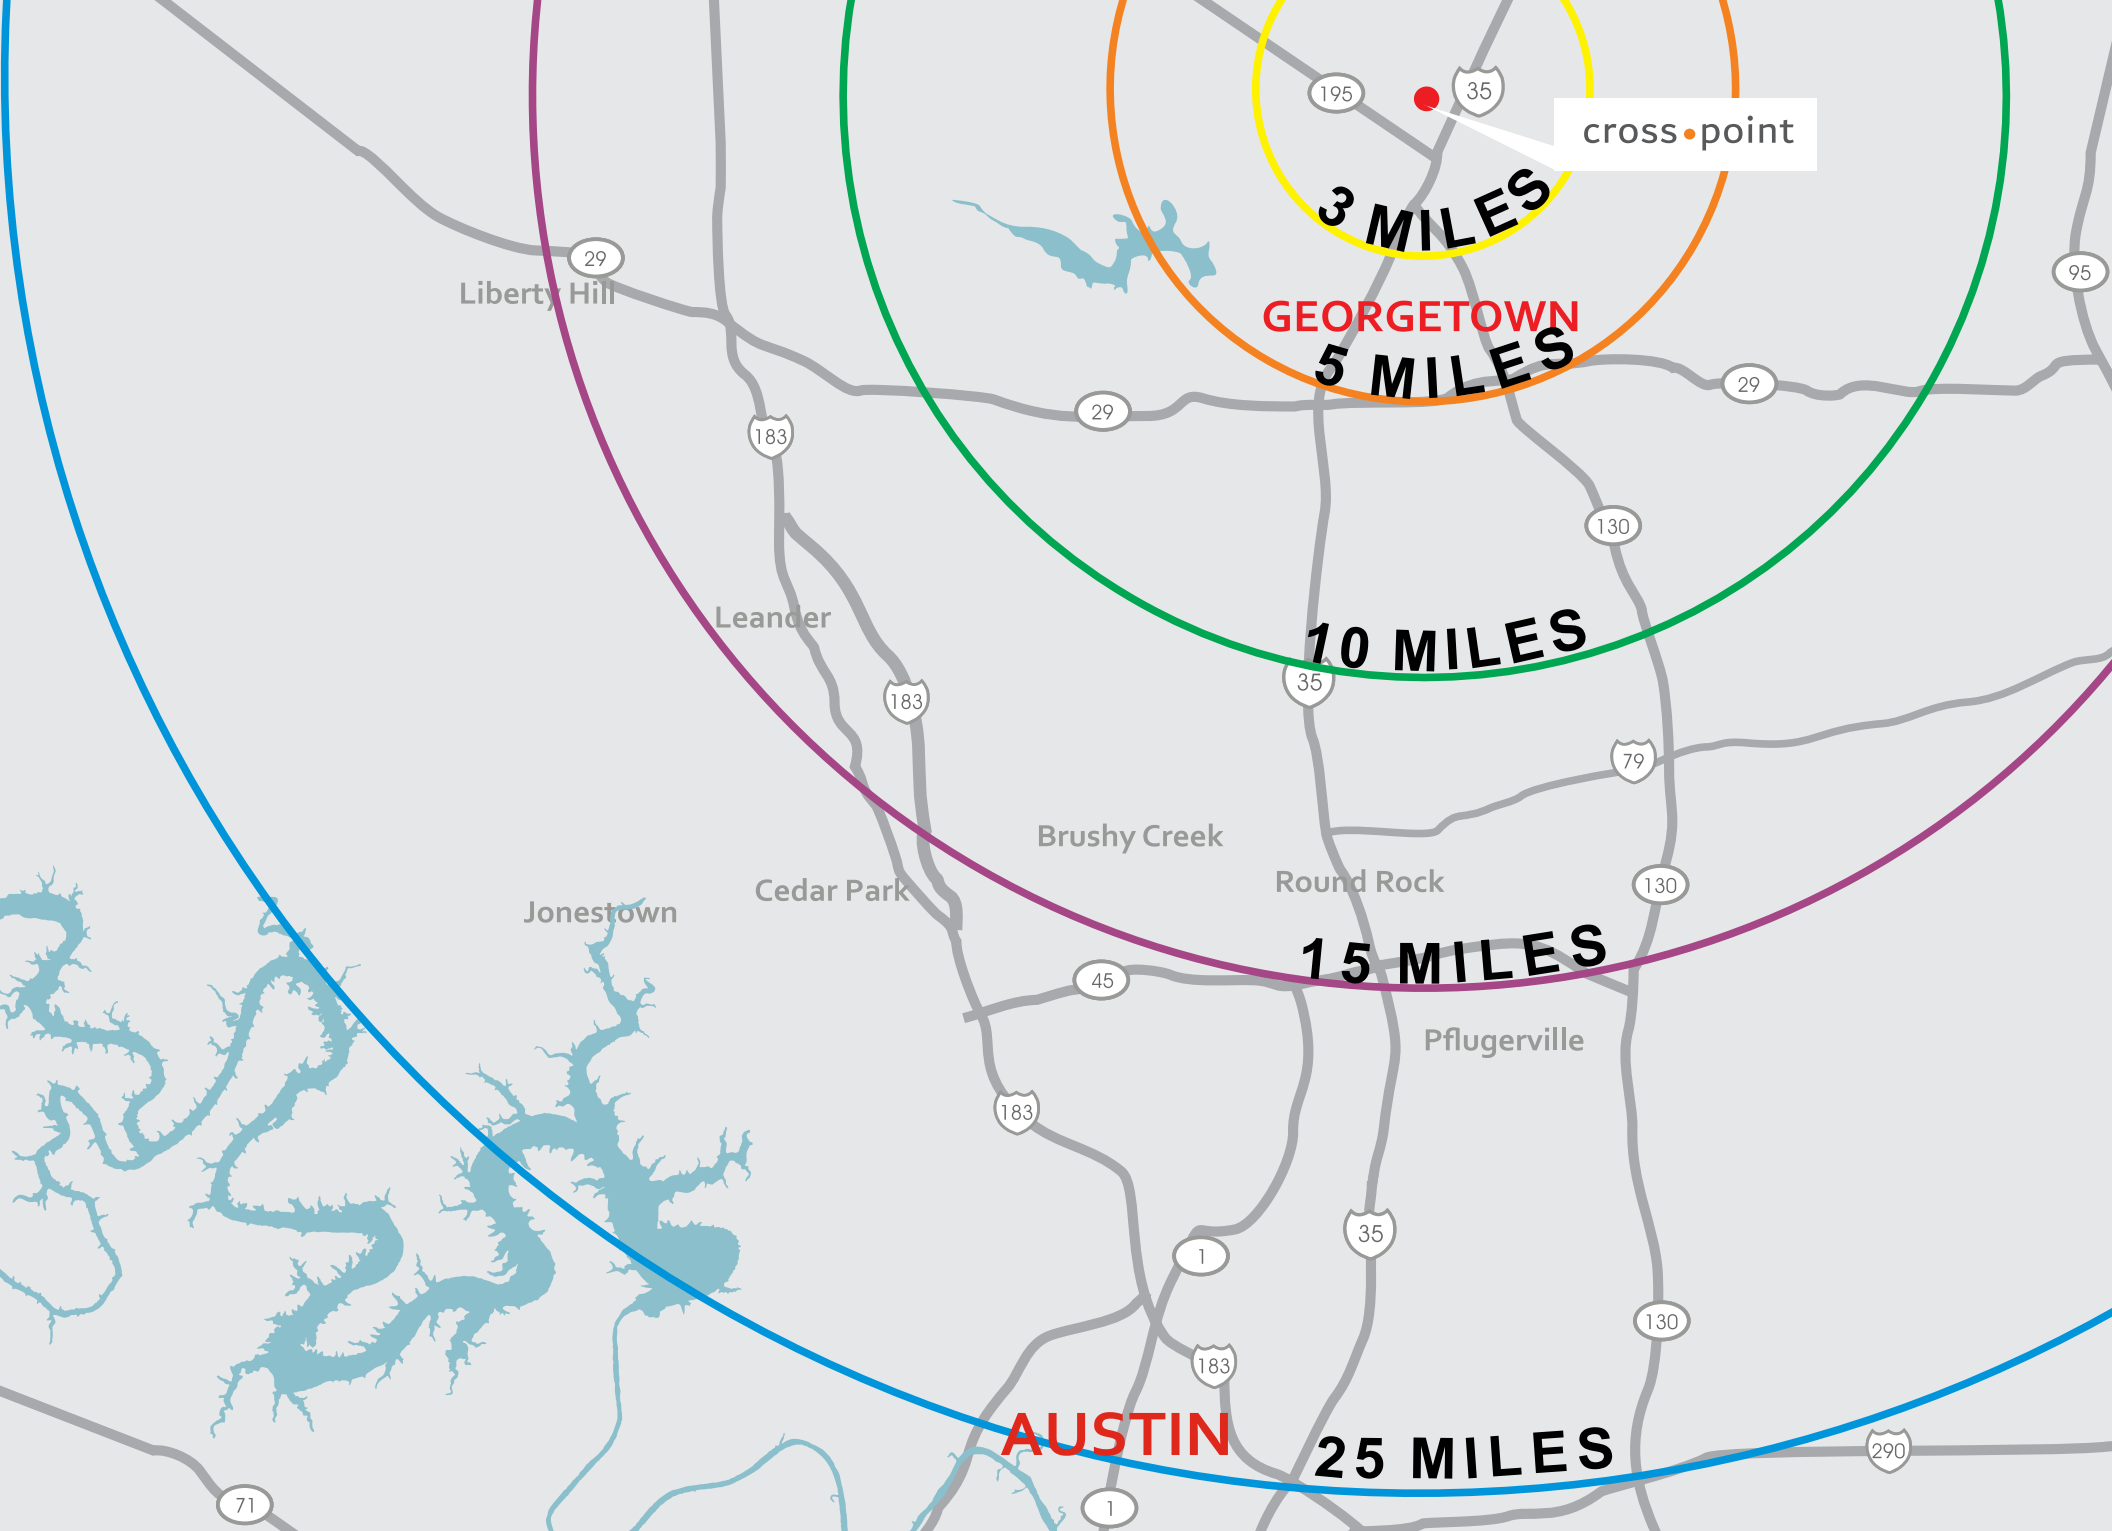 195
35
cross•point
3 MILES
29
Liberty Hill
95
GEORGETOWN
5 MILES
29
29
183
130
Leander
10 MILES
35
183
79
Brushy Creek
Round Rock
130
Cedar Park
Jonestown
15 MILES
45
Pflugerville
183
35
1
130
183
AUSTIN
25 MILES
290
71
1